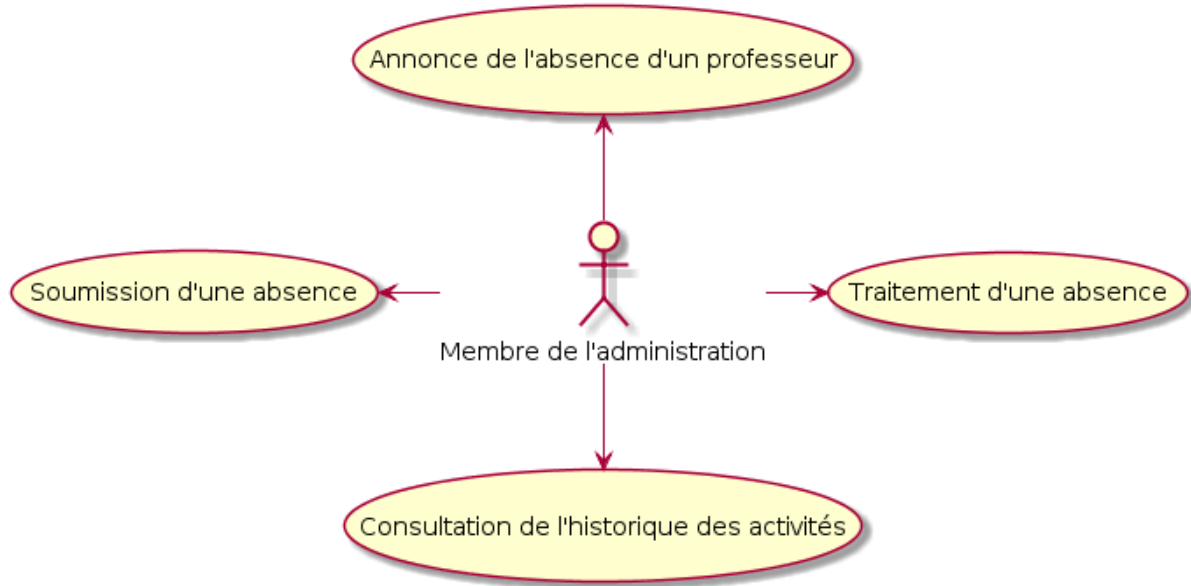 Annonce de l'absence d'un professeur
Soumission d'une absence
Traitement d'une absence
Membre de l'administration
Consultation de l'historique des activités